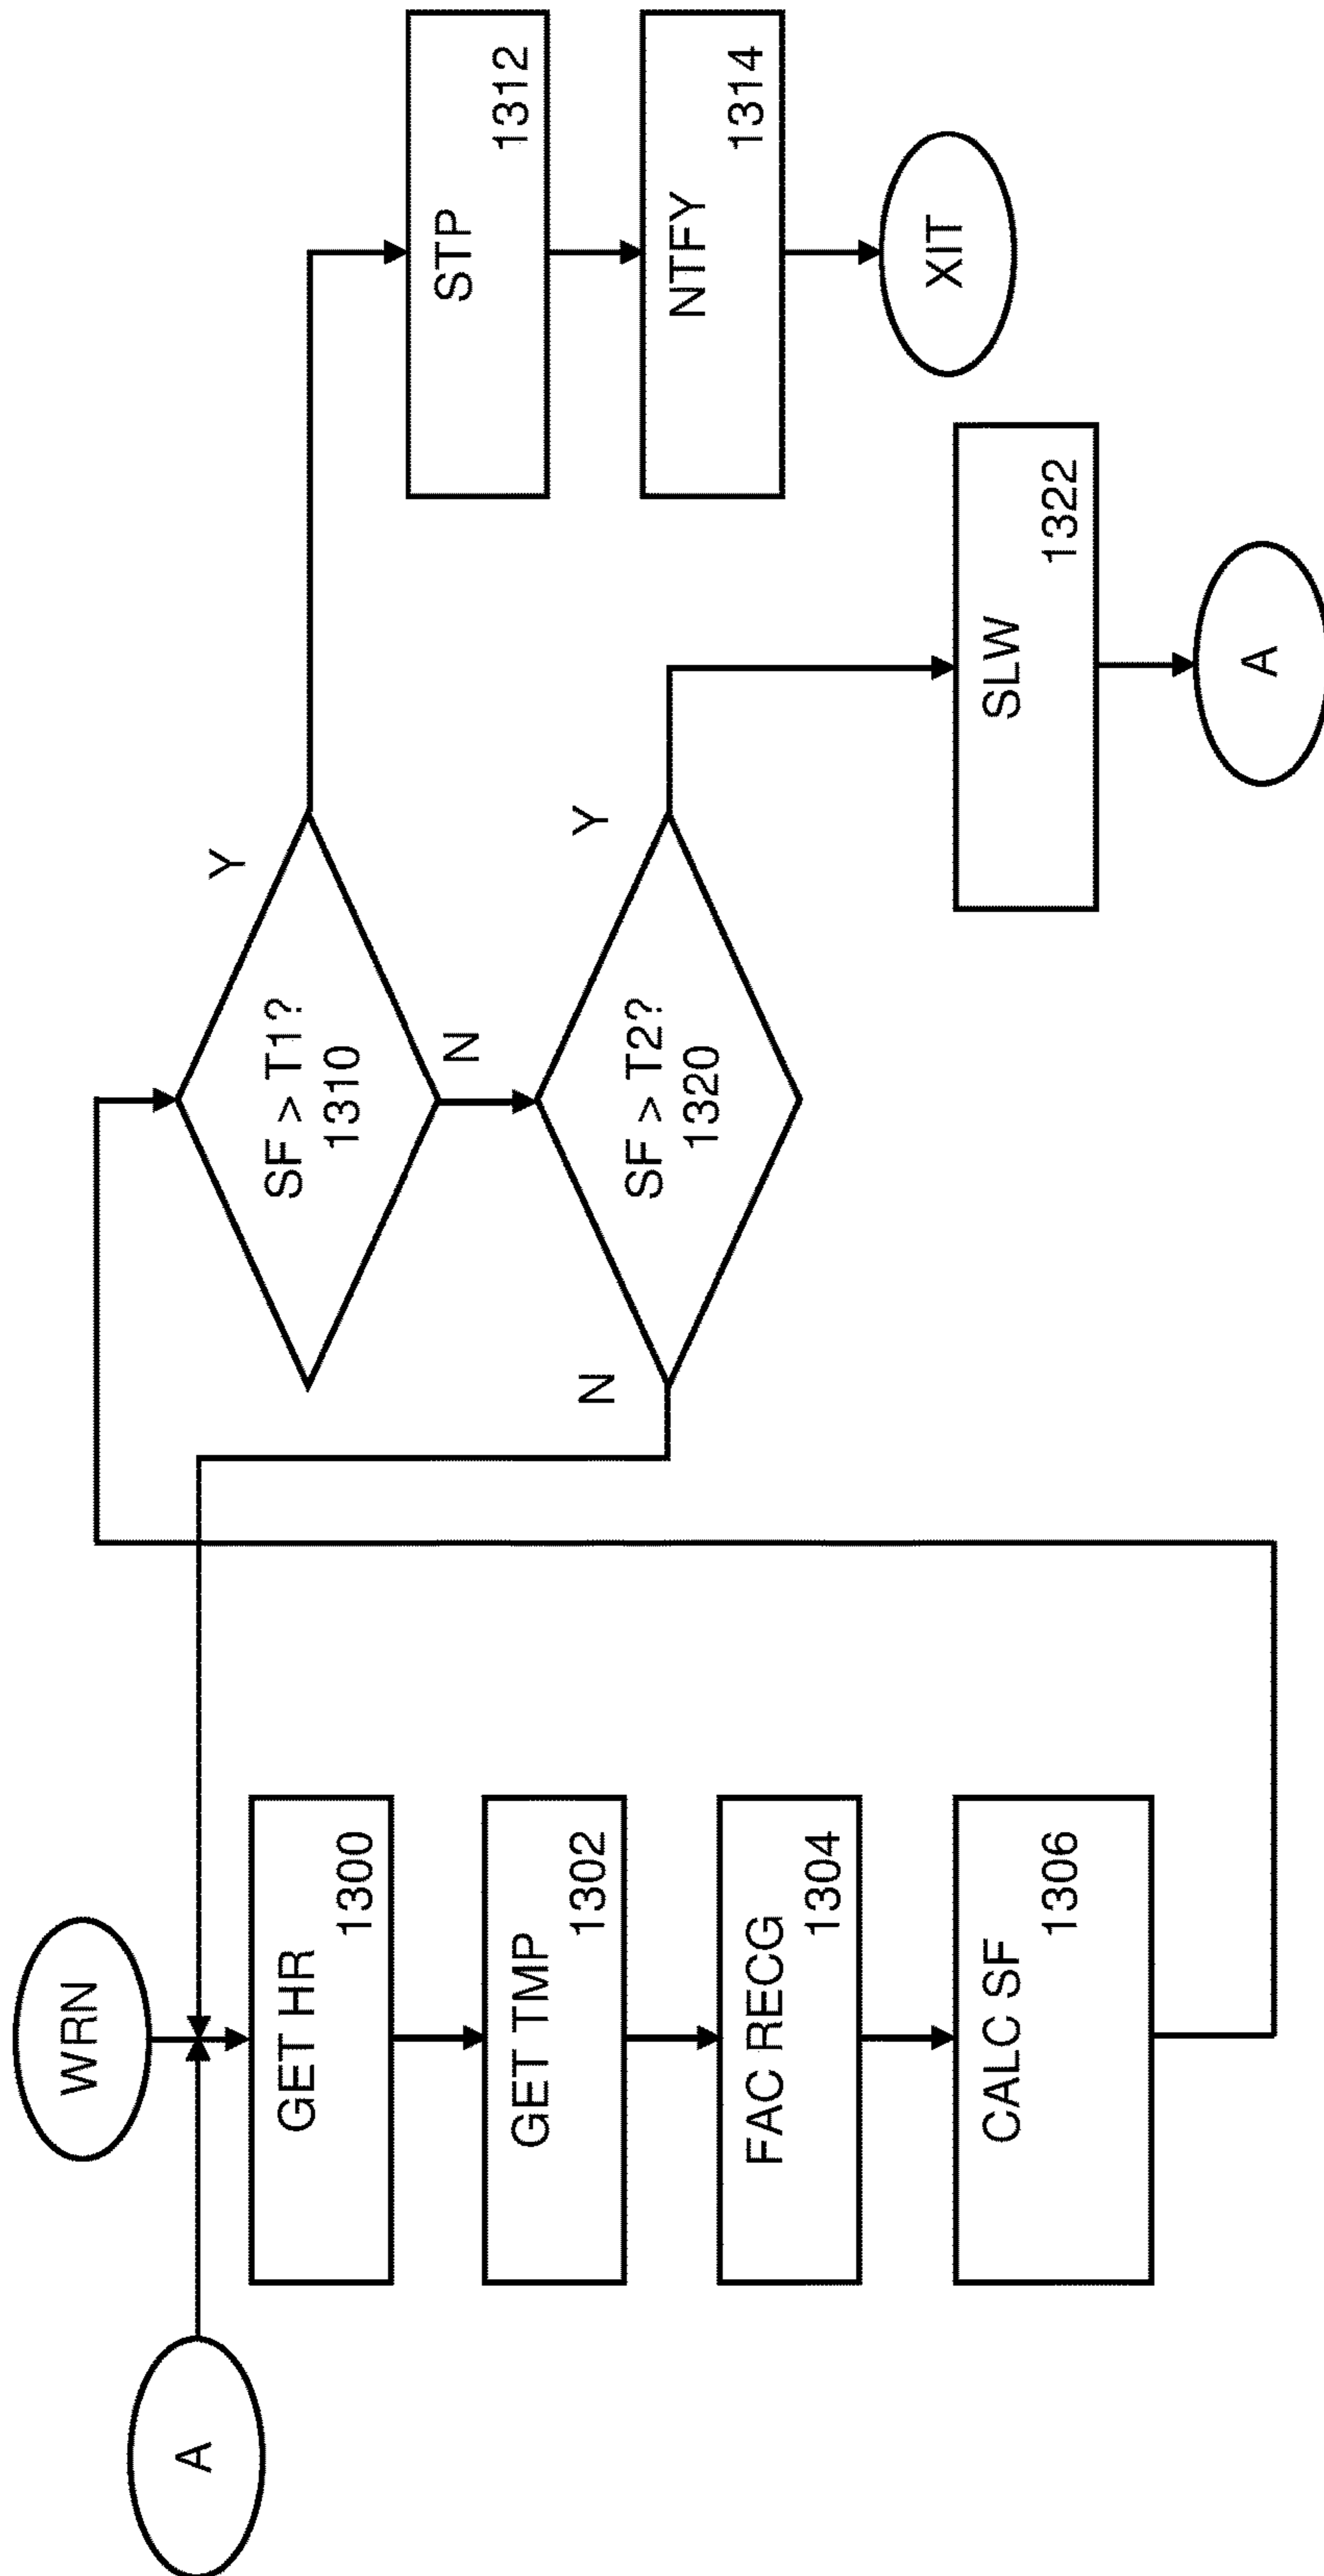 WRN
A
GET HR
1300
GET TMP
1302
FAC RECG
1304
CALC SF
1306
SF > T1?
1310
Y
N
SF > T2?
1320
Y
N
STP
1312
NTFY
1314
XIT
SLW
1322
A